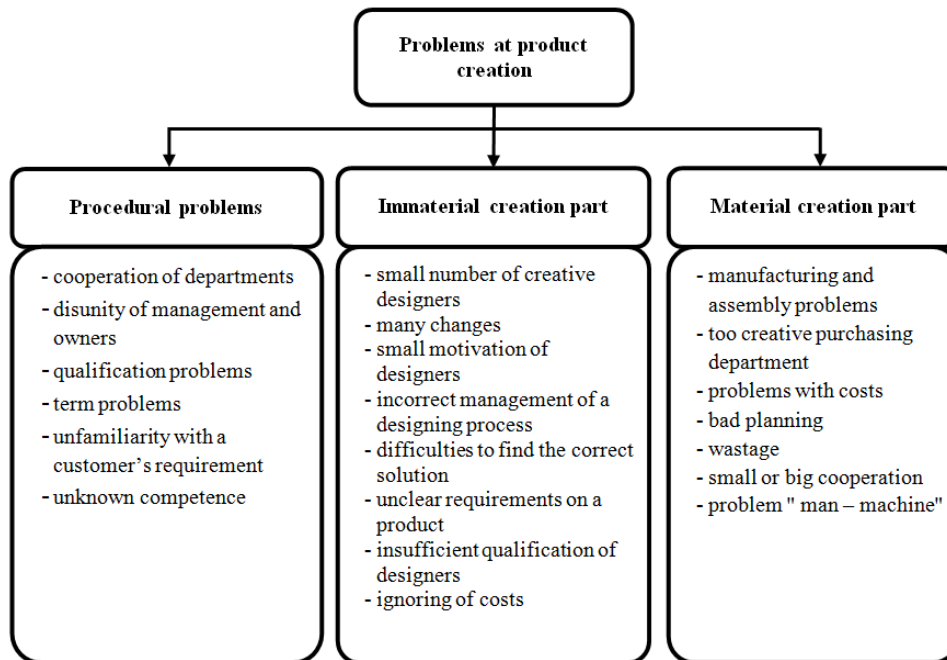 Problems at product
creation
Procedural problems
- cooperation of departments
- disunity of management and
owners
- qualification problems
- term problems
- unfamiliarity with a
customer’s requirement
- unknown competence
Immaterial creation part
- small number of creative
designers
- many changes
- small motivation of
designers
- incorrect management of a
designing process
- difficulties to find the correct
solution
- unclear requirements on a
product
- insufficient qualification of
designers
- ignoring of costs
Material creation part
- manufacturing and
assembly problems
- too creative purchasing
department
- problems with costs
- bad planning
- wastage
- small or big cooperation
- problem " man – machine"